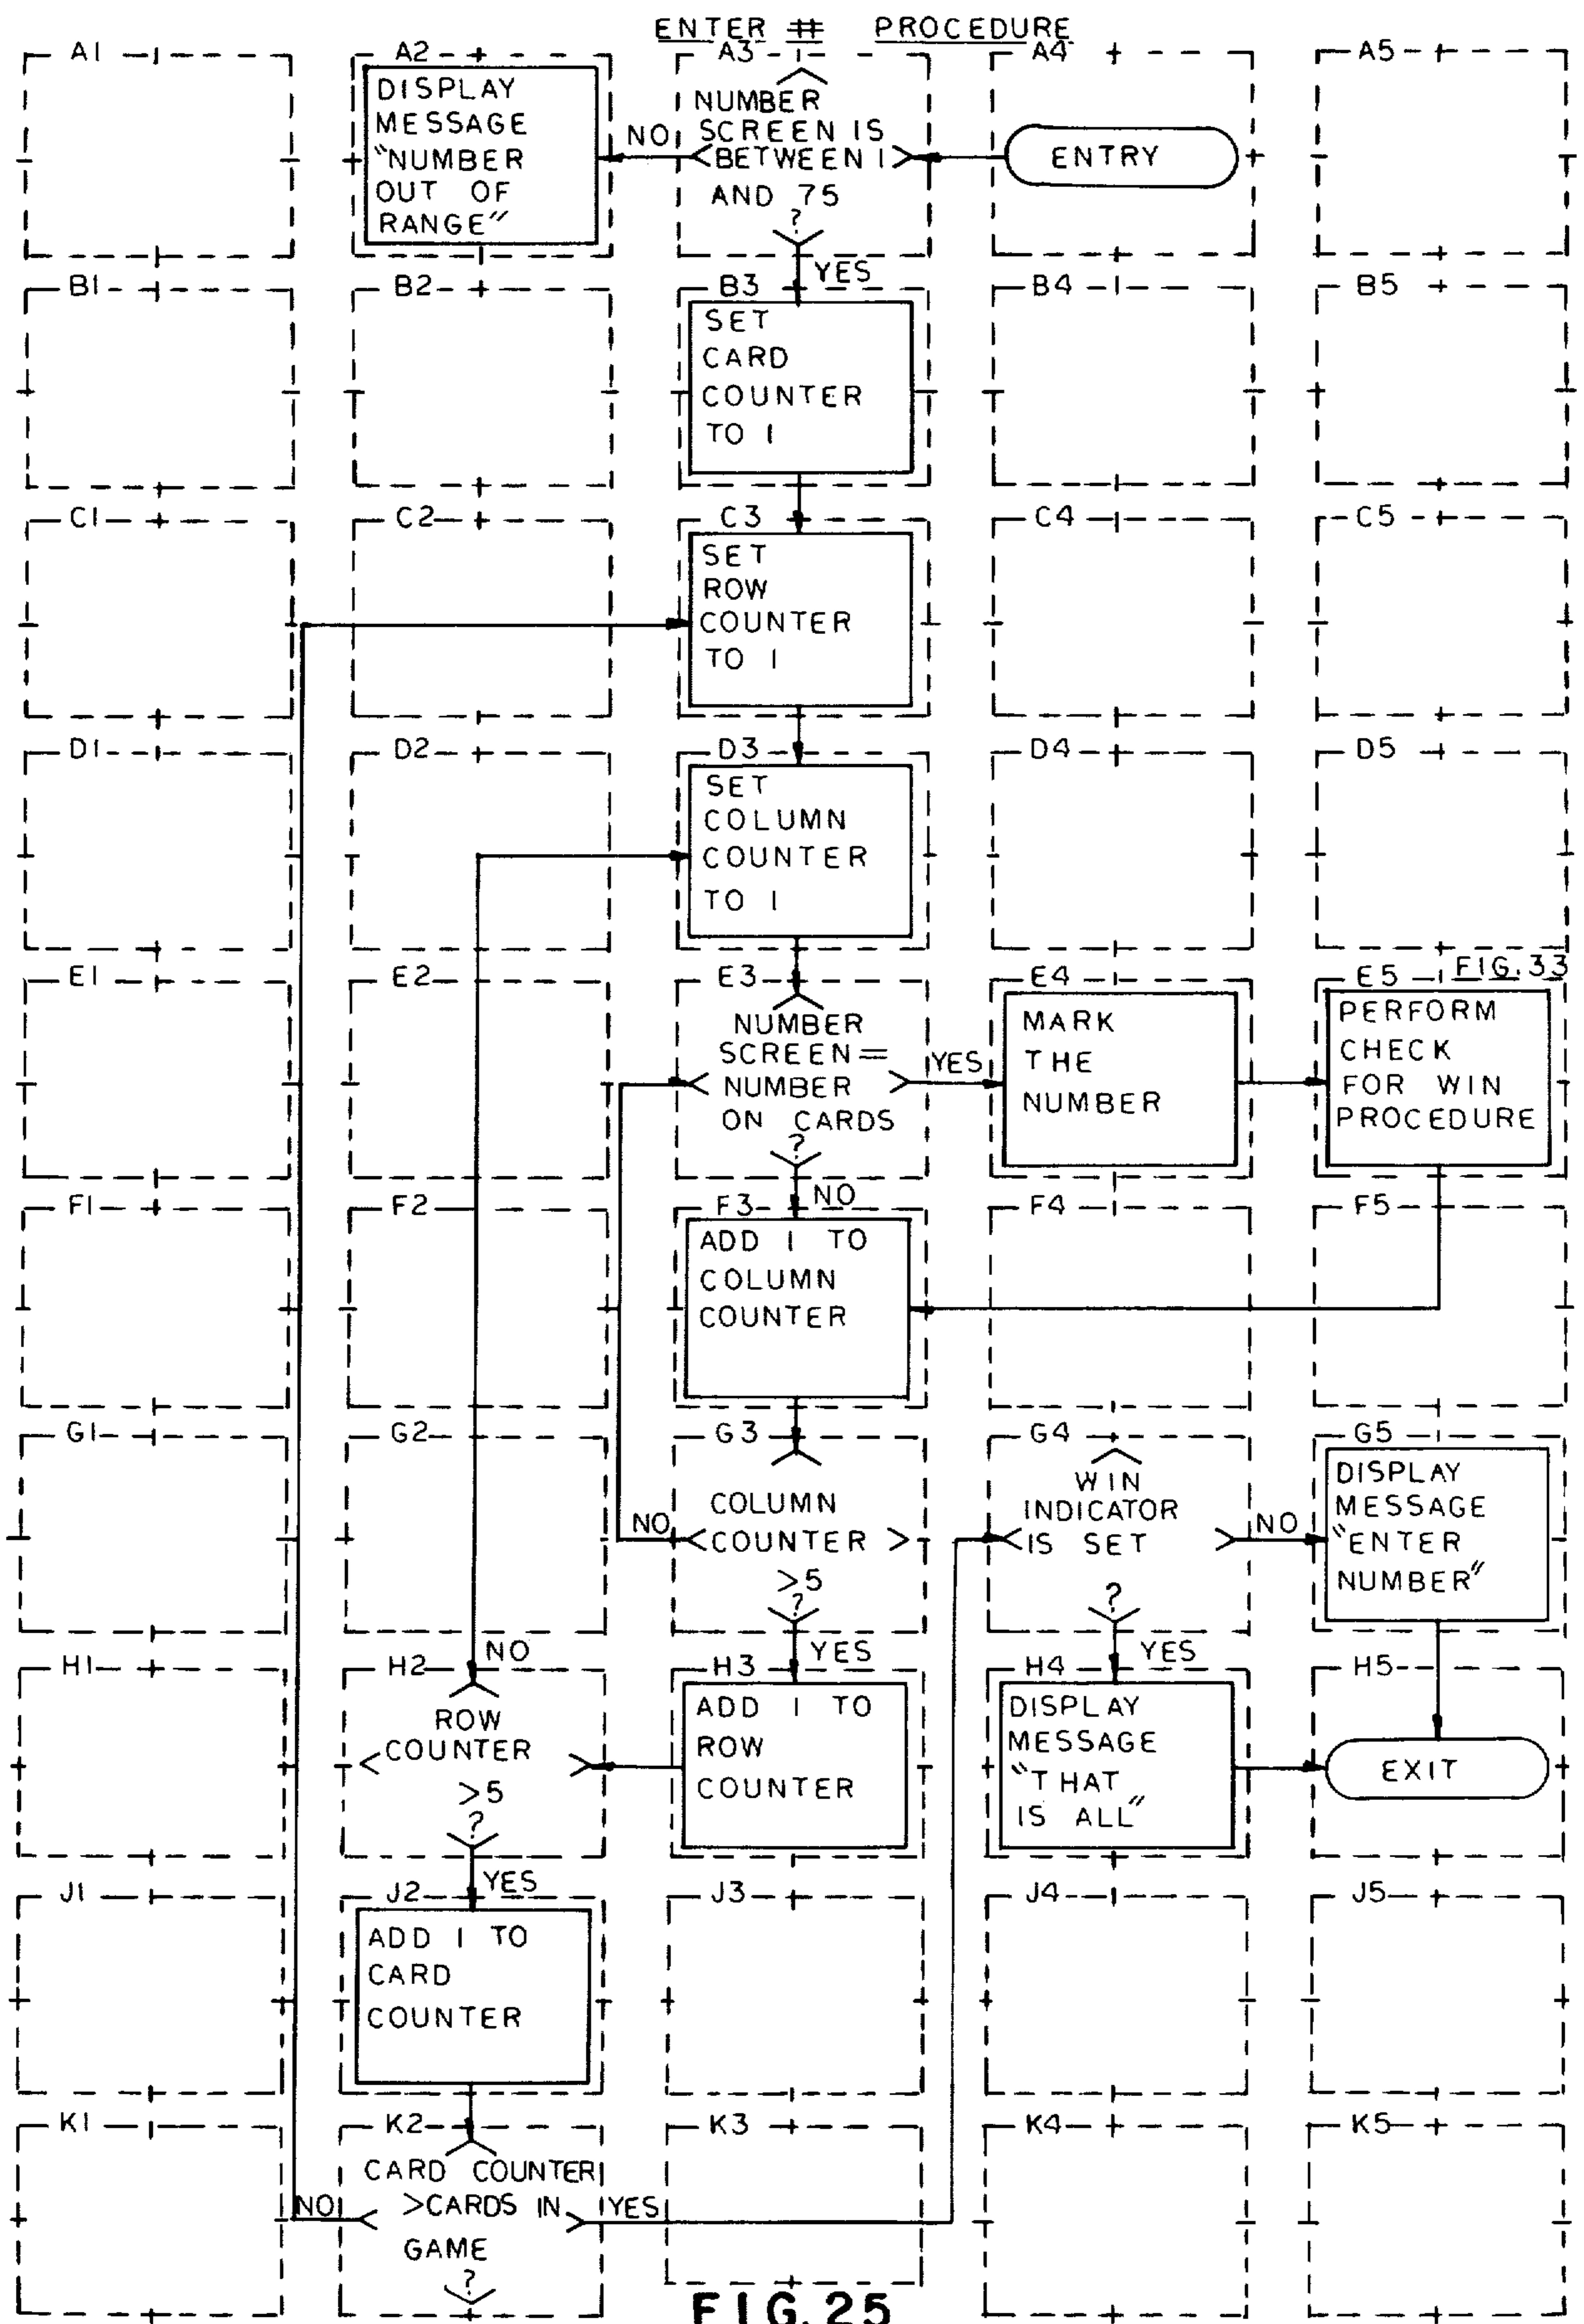 ENTER # PROCEDURE
A1
A2
A3
A4
A5
DISPLAY
MESSAGE
"NUMBER
OUT OF
RANGE"
NO
NUMBER
SCREEN IS
BETWEEN 1
AND 75
?
YES
ENTRY
B1
B2
B3
B4
B5
SET
CARD
COUNTER
TO 1
C1
C2
C3
C4
C5
SET
ROW
COUNTER
TO 1
D1
D2
D3
D4
D5
SET
COLUMN
COUNTER
TO 1
E1
E2
E3
E4
E5
FIG. 33
NUMBER
SCREEN =
NUMBER
ON CARDS
?
YES
NO
MARK
THE
NUMBER
PERFORM
CHECK
FOR WIN
PROCEDURE
F1
F2
F3
F4
F5
ADD 1 TO
COLUMN
COUNTER
G1
G2
G3
G4
G5
NO
COLUMN
COUNTER
>5
?
YES
WIN
INDICATOR
IS SET
?
NO
YES
DISPLAY
MESSAGE
"ENTER
NUMBER"
H1
H2
H3
H4
H5
NO
ROW
COUNTER
>5
?
YES
ADD 1 TO
ROW
COUNTER
DISPLAY
MESSAGE
"THAT
IS ALL"
EXIT
J1
J2
J3
J4
J5
ADD 1 TO
CARD
COUNTER
K1
K2
K3
K4
K5
NO
CARD COUNTER
>CARDS IN
GAME
?
YES
FIG. 25